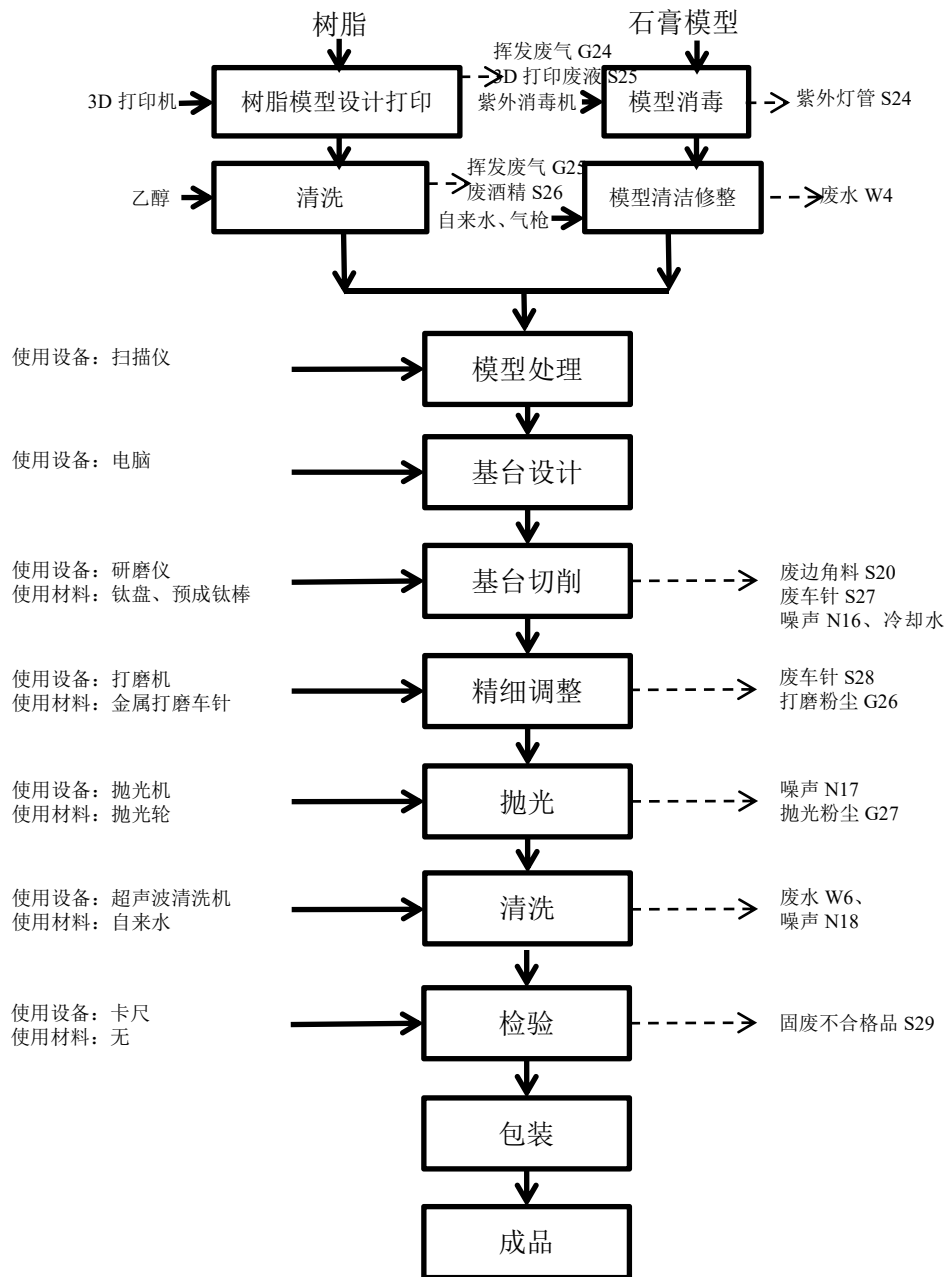 树脂
石膏模型
挥发废气 G24
3D 打印废液 S25
3D 打印机
树脂模型设计打印
紫外消毒机
模型消毒
紫外灯管 S24
挥发废气 G25
废酒精 S26
乙醇
清洗
自来水、气枪
模型清洁修整
废水 W4
使用设备：扫描仪
模型处理
使用设备：电脑
基台设计
使用设备：研磨仪
使用材料：钛盘、预成钛棒
基台切削
废边角料 S20
废车针 S27
噪声 N16、冷却水
使用设备：打磨机
使用材料：金属打磨车针
精细调整
废车针 S28
打磨粉尘 G26
使用设备：抛光机
使用材料：抛光轮
抛光
噪声 N17
抛光粉尘 G27
使用设备：超声波清洗机
使用材料：自来水
清洗
废水 W6、
噪声 N18
使用设备：卡尺
使用材料：无
检验
固废不合格品 S29
包装
成品